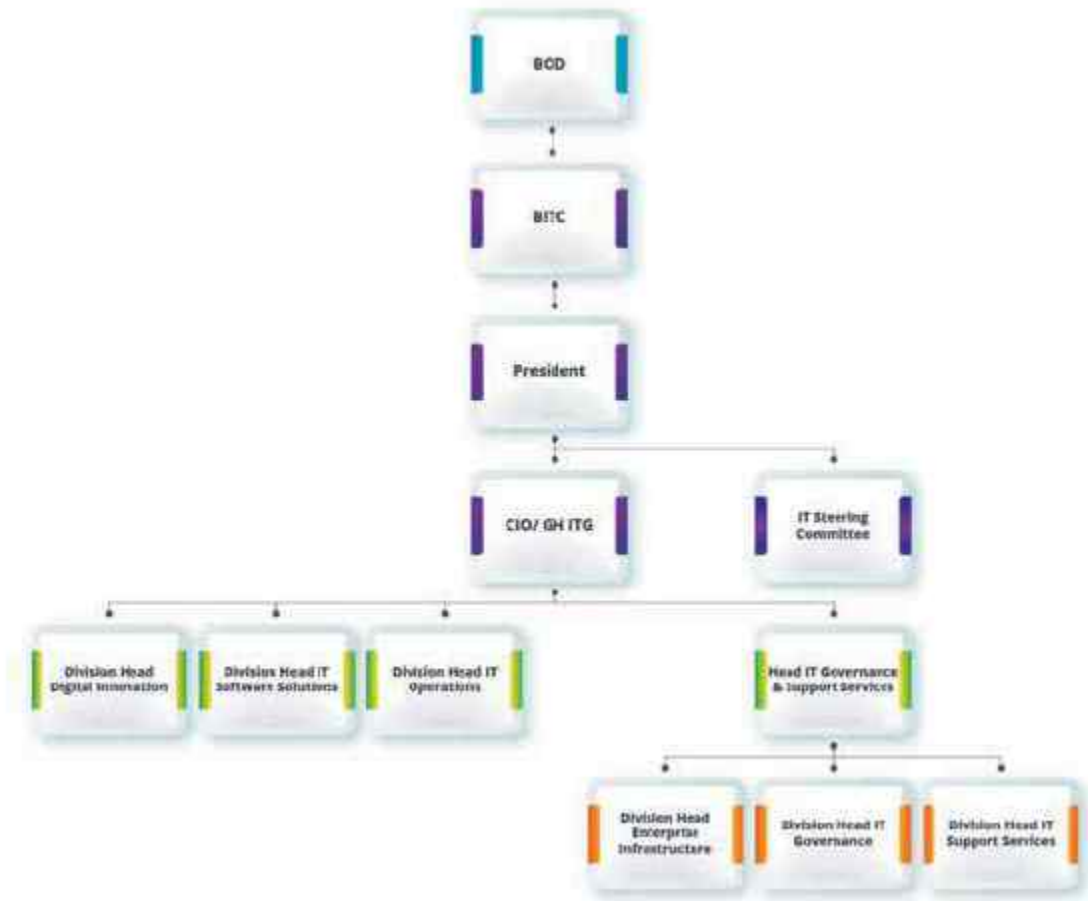 BOD
BITC
President
CIO/ GH ITG
IT Steering
Committee
Division Head
Digital Innovation
Division Head IT
Software Solutions
Division Head IT
Operations
Head IT Governance
& Support Services
Division Head
Enterprise
Infrastructure
Division Head IT
Governance
Division Head IT
Support Services